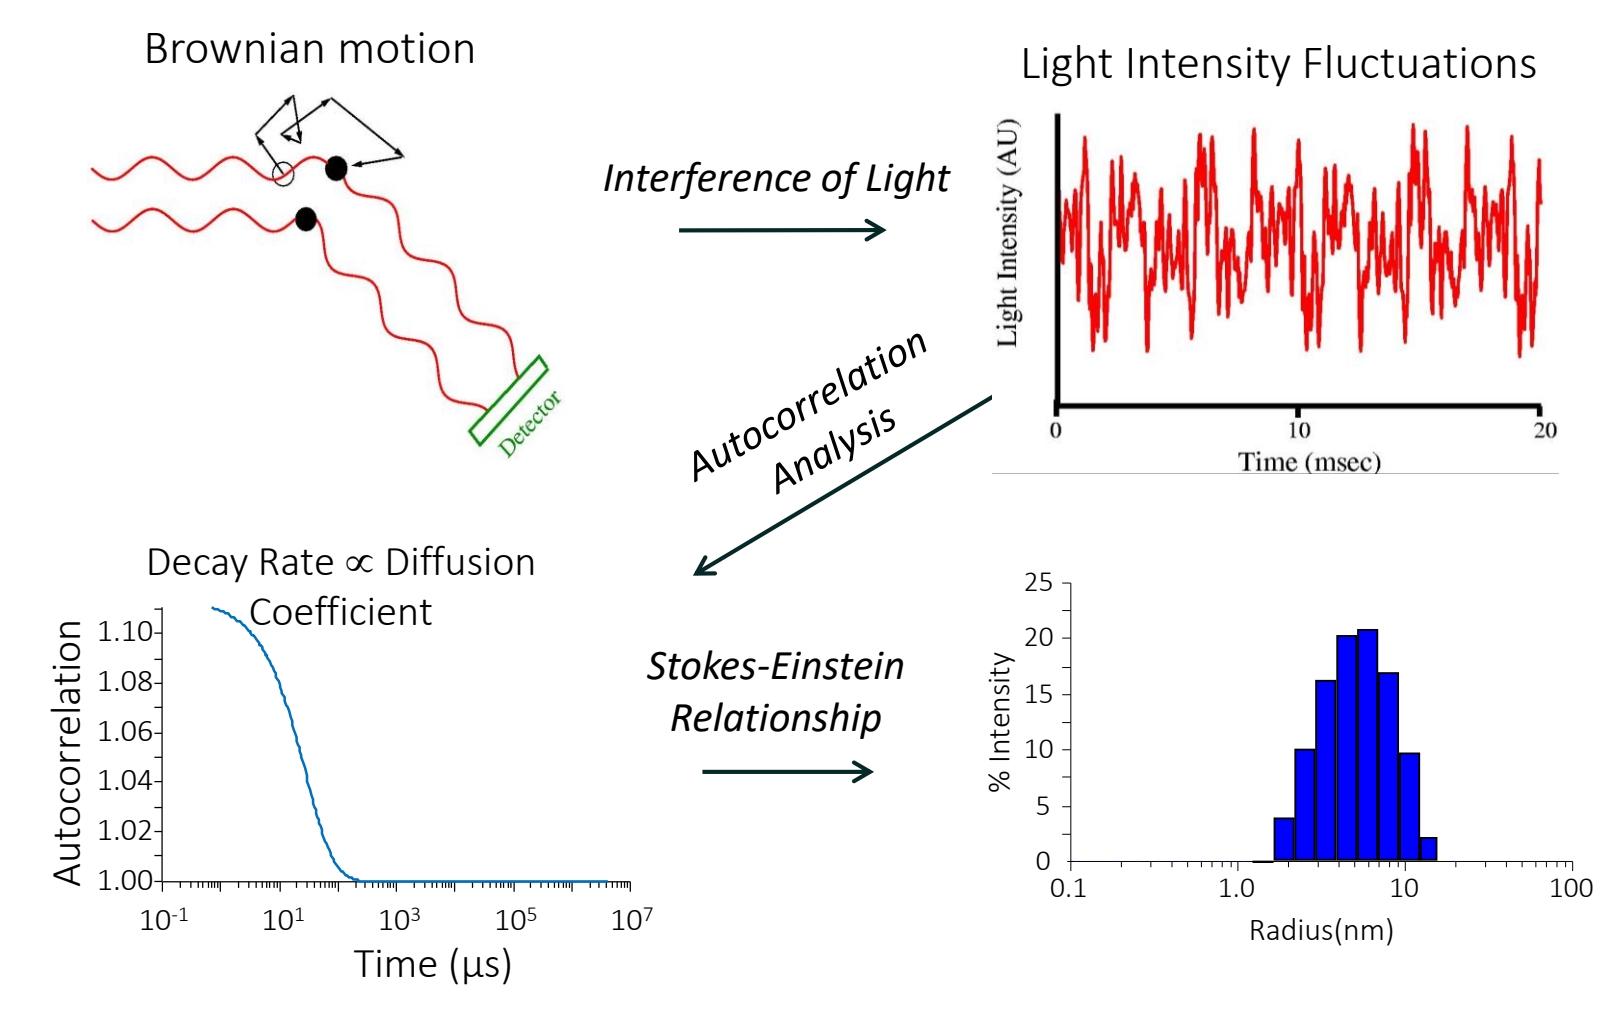 Brownian motion
Detector
Interference of Light
Light Intensity Fluctuations
Light Intensity (AU)
0
10
20
Time (msec)
Autocorrelation
Analysis
Decay Rate ∝ Diffusion
Coefficient
Autocorrelation
1.10
1.08
1.06
1.04
1.02
1.00
10⁻¹
10¹
10³
10⁵
10⁷
Time (µs)
Stokes-Einstein
Relationship
% Intensity
25
20
15
10
5
0
0.1
1.0
10
100
Radius(nm)